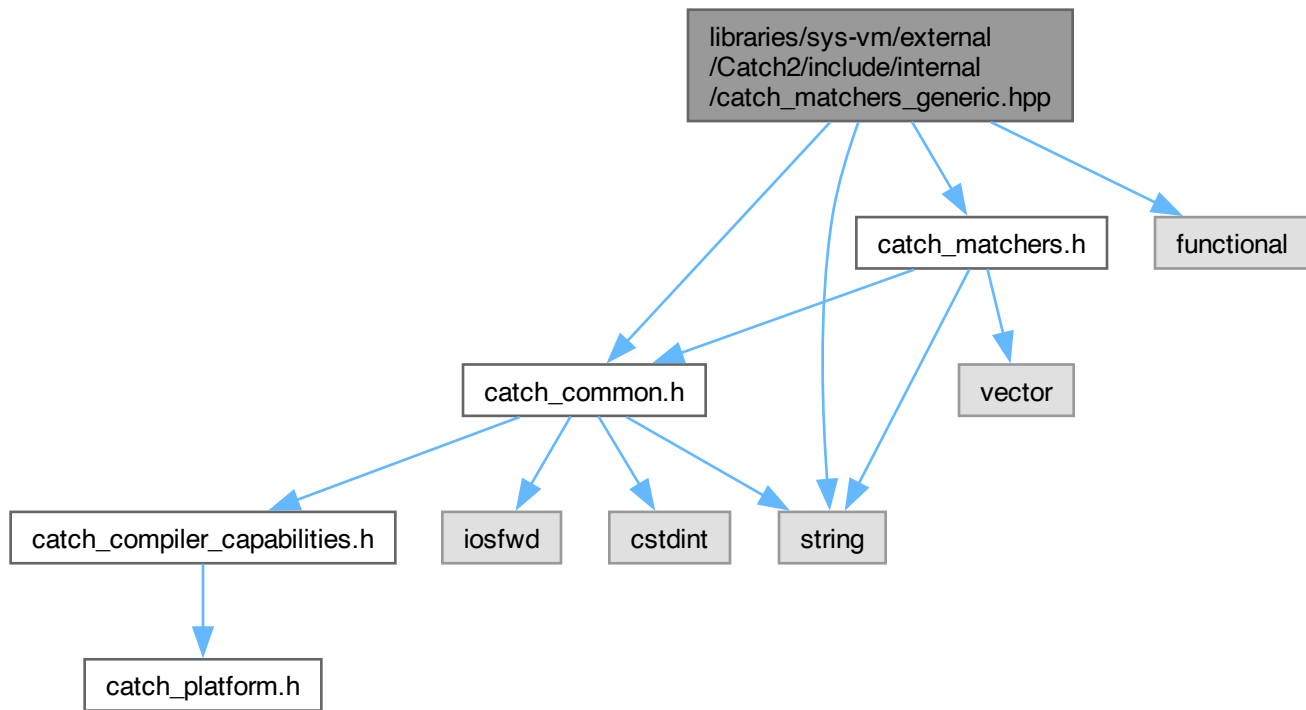 libraries/sys-vm/external
/Catch2/include/internal
/catch_matchers_generic.hpp
catch_matchers.h
functional
catch_common.h
vector
catch_compiler_capabilities.h
iosfwd
cstdint
string
catch_platform.h